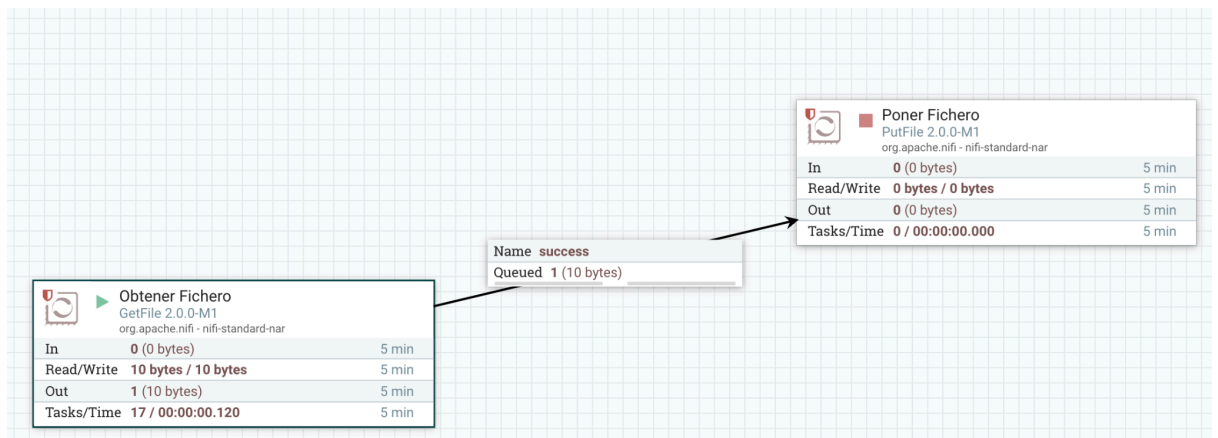 Poner Fichero
PutFile 2.0.0-M1
org.apache.nifi - nifi-standard-nar
In 0 (0 bytes) 5 min
Read/Write 0 bytes / 0 bytes 5 min
Out 0 (0 bytes) 5 min
Tasks/Time 0 / 00:00:00.000 5 min
Name success
Queued 1 (10 bytes)
Obtener Fichero
GetFile 2.0.0-M1
org.apache.nifi - nifi-standard-nar
In 0 (0 bytes) 5 min
Read/Write 10 bytes / 10 bytes 5 min
Out 1 (10 bytes) 5 min
Tasks/Time 17 / 00:00:00.120 5 min